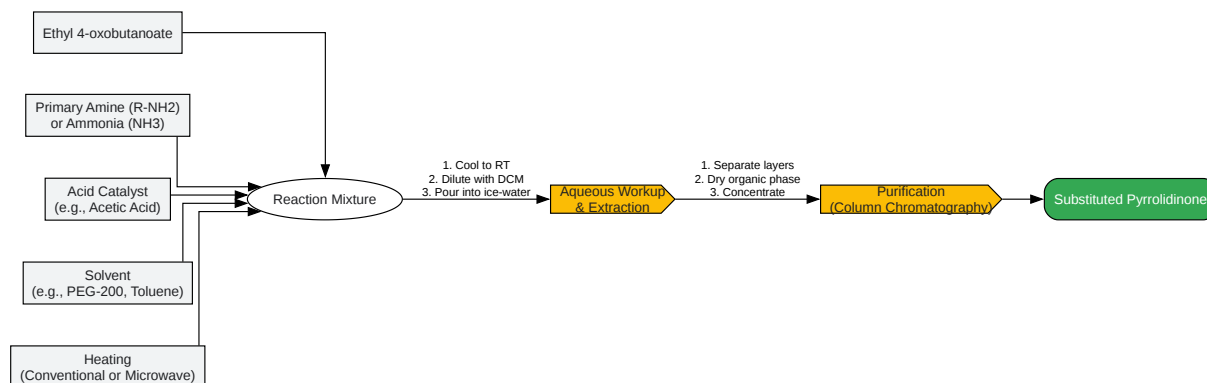 Ethyl 4-oxobutanoate
Primary Amine (R-NH2)
or Ammonia (NH3)
Acid Catalyst
(e.g., Acetic Acid)
Solvent
(e.g., PEG-200, Toluene)
Heating
(Conventional or Microwave)
Reaction Mixture
1. Cool to RT
2. Dilute with DCM
3. Pour into ice-water
Aqueous Workup
& Extraction
1. Separate layers
2. Dry organic phase
3. Concentrate
Purification
(Column Chromatography)
Substituted Pyrrolidinone